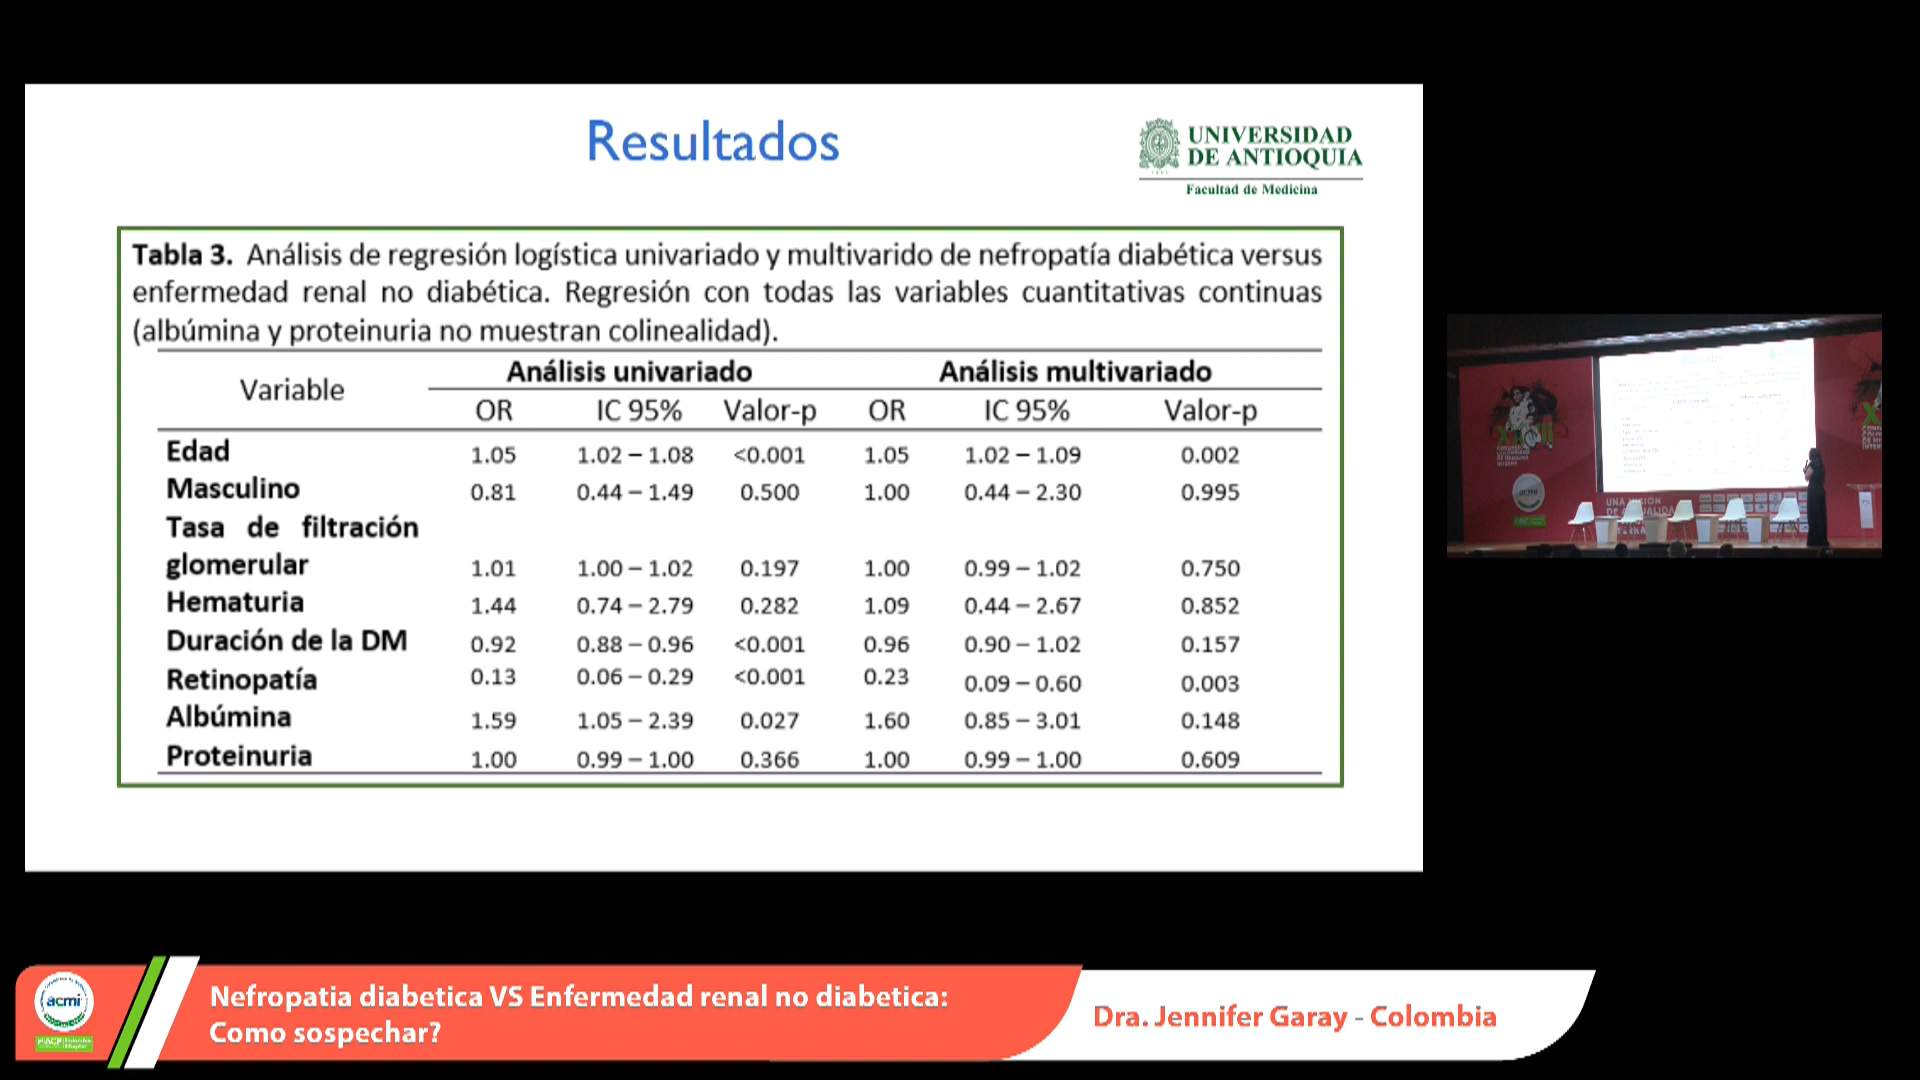 Resultados
UNIVERSIDAD
DE ANTIOQUIA
Facultad de Medicina
Tabla 3. Análisis de regresión logística univariado y multivarido de nefropatía diabética versus
enfermedad renal no diabética. Regresión con todas las variables cuantitativas continuas
(albúmina y proteinuria no muestran colinealidad).
Variable Análisis univariado Análisis multivariado
OR IC 95% Valor-p OR IC 95% Valor-p
Edad 1.05 1.02 – 1.08 <0.001 1.05 1.02 – 1.09 0.002
Masculino 0.81 0.44 – 1.49 0.500 1.00 0.44 – 2.30 0.995
Tasa de filtración
glomerular 1.01 1.00 – 1.02 0.197 1.00 0.99 – 1.02 0.750
Hematuria 1.44 0.74 – 2.79 0.282 1.09 0.44 – 2.67 0.852
Duración de la DM 0.92 0.88 – 0.96 <0.001 0.96 0.90 – 1.02 0.157
Retinopatía 0.13 0.06 – 0.29 <0.001 0.23 0.09 – 0.60 0.003
Albúmina 1.59 1.05 – 2.39 0.027 1.60 0.85 – 3.01 0.148
Proteinuria 1.00 0.99 – 1.00 0.366 1.00 0.99 – 1.00 0.609
acmi
UNA VISIÓN
acmi
Nefropatia diabetica VS Enfermedad renal no diabetica:
Como sospechar?
Dra. Jennifer Garay - Colombia